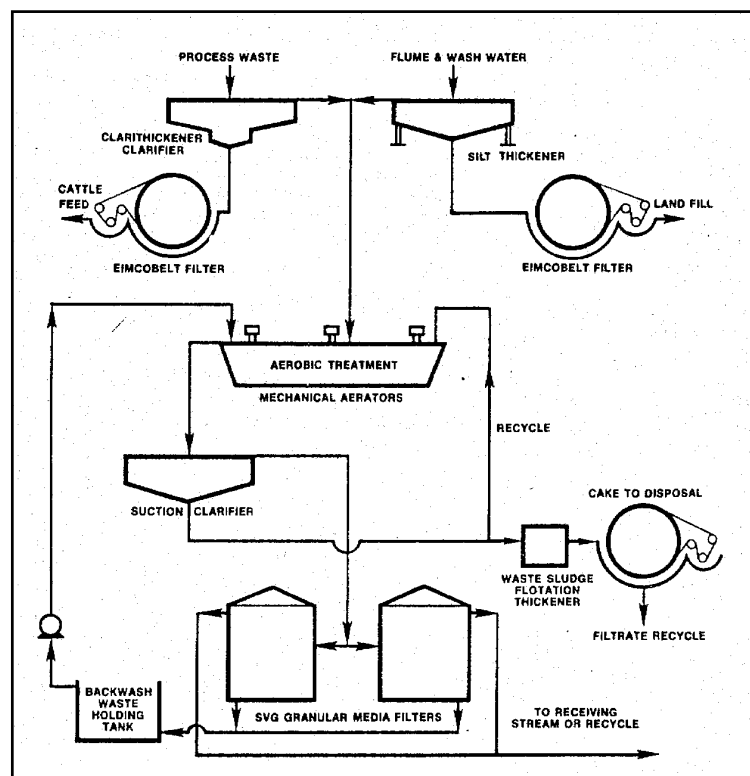 PROCESS WASTE
FLUME & WASH WATER
CLARITHICKENER
CLARIFIER
SILT THICKENER
CATTLE
FEED
LAND FILL
EIMCOBELT FILTER
EIMCOBELT FILTER
AEROBIC TREATMENT
MECHANICAL AERATORS
RECYCLE
SUCTION CLARIFIER
CAKE TO DISPOSAL
WASTE SLUDGE
FLOTATION
THICKENER
FILTRATE RECYCLE
BACKWASH
WASTE
HOLDING
TANK
SVG GRANULAR MEDIA FILTERS
TO RECEIVING
STREAM OR RECYCLE